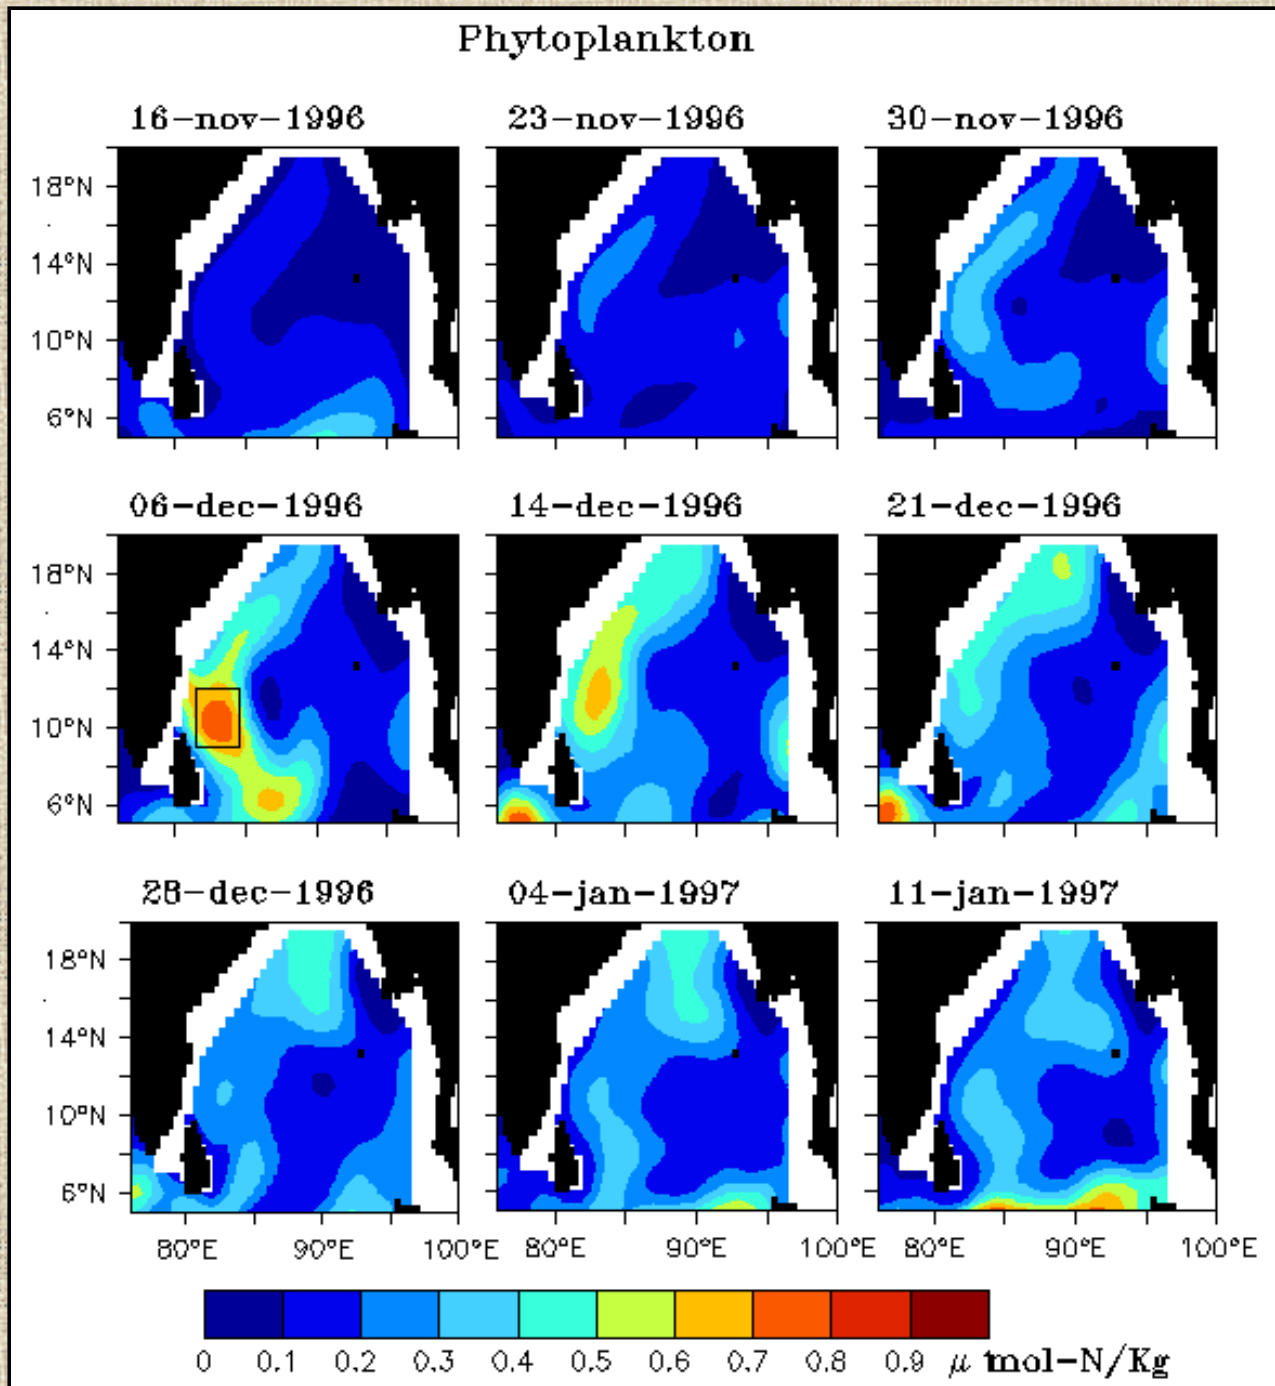 Phytoplankton
16-nov-1996 23-nov-1996 30-nov-1996
18°N
14°N
10°N
6°N
06-dec-1996 14-dec-1996 21-dec-1996
18°N
14°N
10°N
6°N
28-dec-1996 04-jan-1997 11-jan-1997
18°N
14°N
10°N
6°N
80°E 90°E 100°E 80°E 90°E 100°E 80°E 90°E 100°E
0 0.1 0.2 0.3 0.4 0.5 0.6 0.7 0.8 0.9 μ mol-N/Kg